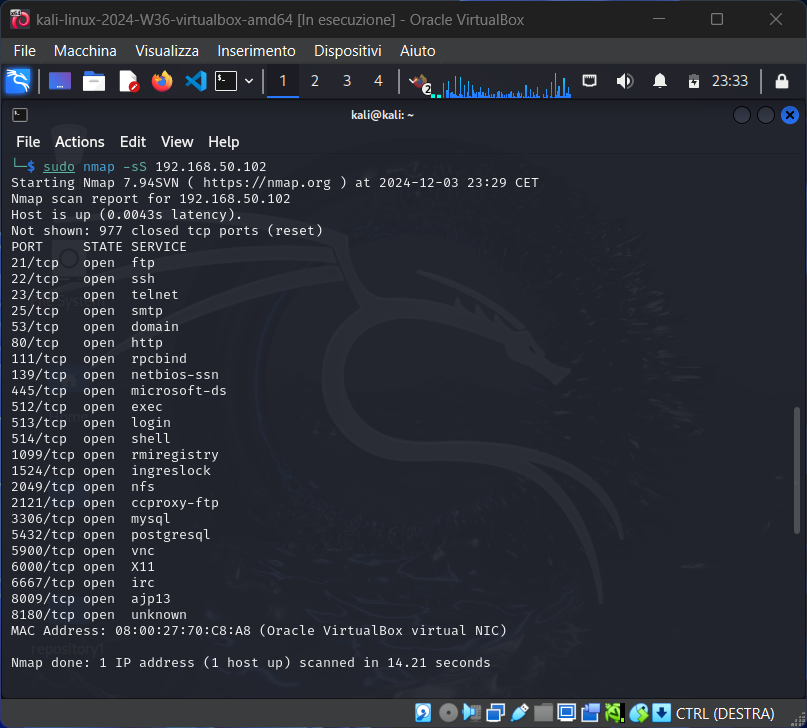 kali-linux-2024-W36-virtualbox-amd64 [In esecuzione] - Oracle VirtualBox
File Macchina Visualizza Inserimento Dispositivi Aiuto
1 2 3 4 2 23:33
kali@kali: ~
File Actions Edit View Help
└─$ sudo nmap -sS 192.168.50.102
Starting Nmap 7.94SVN ( https://nmap.org ) at 2024-12-03 23:29 CET
Nmap scan report for 192.168.50.102
Host is up (0.0043s latency).
Not shown: 977 closed tcp ports (reset)
PORT STATE SERVICE
21/tcp open ftp
22/tcp open ssh
23/tcp open telnet
25/tcp open smtp
53/tcp open domain
80/tcp open http
111/tcp open rpcbind
139/tcp open netbios-ssn
445/tcp open microsoft-ds
512/tcp open exec
513/tcp open login
514/tcp open shell
1099/tcp open rmiregistry
1524/tcp open ingreslock
2049/tcp open nfs
2121/tcp open ccproxy-ftp
3306/tcp open mysql
5432/tcp open postgresql
5900/tcp open vnc
6000/tcp open X11
6667/tcp open irc
8009/tcp open ajp13
8180/tcp open unknown
MAC Address: 08:00:27:70:C8:A8 (Oracle VirtualBox virtual NIC)
repository1
Nmap done: 1 IP address (1 host up) scanned in 14.21 seconds
CTRL (DESTRA)